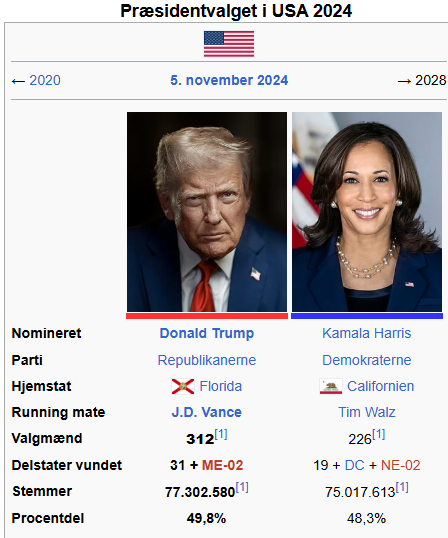 Præsidentvalget i USA 2024
← 2020 5. november 2024 → 2028
Nomineret Donald Trump Kamala Harris
Parti Republikanerne Demokraterne
Hjemstat Florida Californien
Running mate J.D. Vance Tim Walz
Valgmænd 312[1] 226[1]
Delstater vundet 31 + ME-02 19 + DC + NE-02
Stemmer 77.302.580[1] 75.017.613[1]
Procentdel 49,8% 48,3%